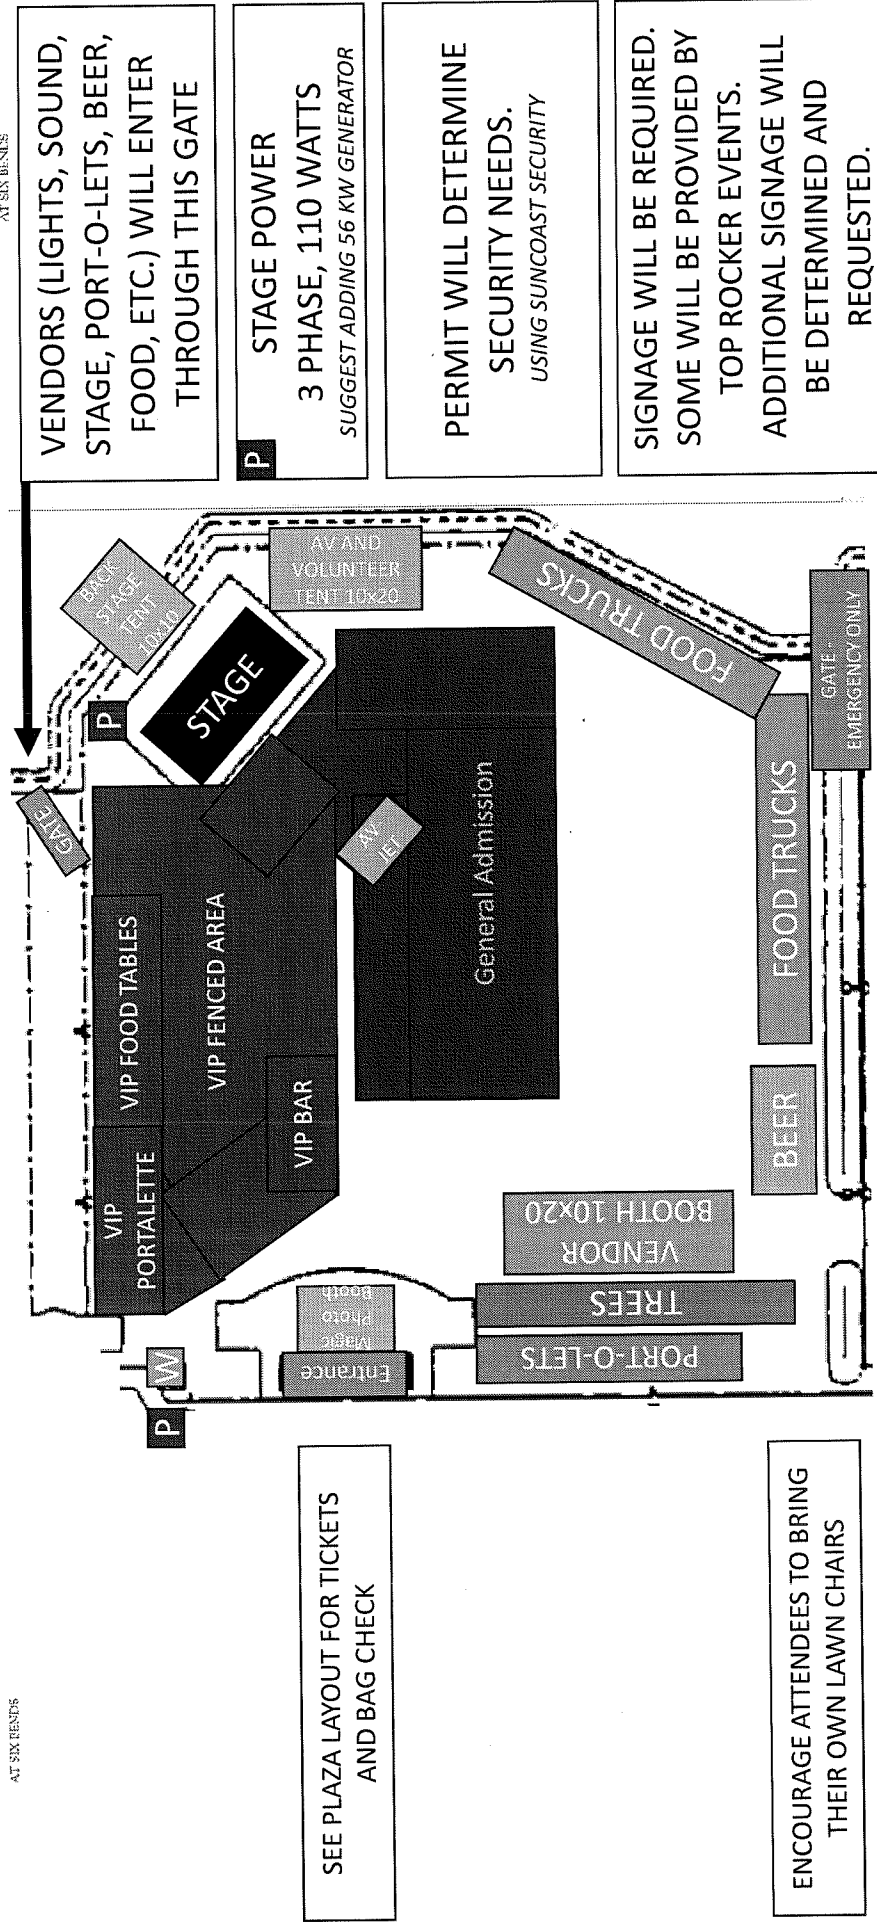 AT SIX BENDS
AT SIX BENDS
VENDORS (LIGHTS, SOUND,
STAGE, PORT-O-LETS, BEER,
FOOD, ETC.) WILL ENTER
THROUGH THIS GATE
P
STAGE POWER
3 PHASE, 110 WATTS
SUGGEST ADDING 56 KW GENERATOR
PERMIT WILL DETERMINE
SECURITY NEEDS.
USING SUNCOAST SECURITY
SIGNAGE WILL BE REQUIRED.
SOME WILL BE PROVIDED BY
TOP ROCKER EVENTS.
ADDITIONAL SIGNAGE WILL
BE DETERMINED AND
REQUESTED.
GATE
P
BACK
STAGE
TENT
10x10
STAGE
AV AND
VOLUNTEER
TENT 10x20
FOOD TRUCKS
GATE -
EMERGENCY ONLY
VIP
PORTALETTE
VIP FOOD TABLES
VIP FENCED AREA
VIP BAR
AV
JET
General Admission
FOOD TRUCKS
BEER
VENDOR
BOOTH 10x20
TREES
PORT-O-LETS
Magic
Photo
Booth
Entrance
W
P
SEE PLAZA LAYOUT FOR TICKETS
AND BAG CHECK
ENCOURAGE ATTENDEES TO BRING
THEIR OWN LAWN CHAIRS